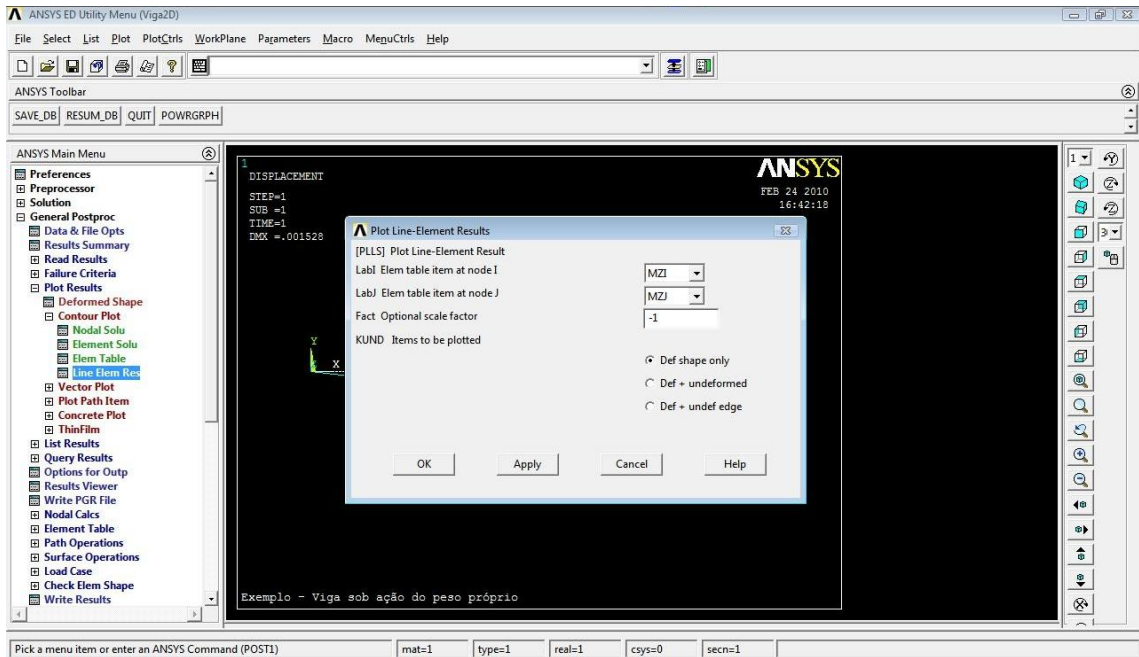 ANSYS ED Utility Menu (Viga2D)
File Select List Plot PlotCtrls WorkPlane Parameters Macro MenuCtrls Help
ANSYS Toolbar
SAVE_DB RESUM_DB QUIT POWRGRPH
ANSYS Main Menu
Preferences
Preprocessor
Solution
General Postproc
Data & File Opts
Results Summary
Read Results
Failure Criteria
Plot Results
Deformed Shape
Contour Plot
Nodal Solu
Element Solu
Elem Table
Line Elem Res
Vector Plot
Plot Path Item
Concrete Plot
ThinFilm
List Results
Query Results
Options for Outp
Results Viewer
Write PGR File
Nodal Calcs
Element Table
Path Operations
Surface Operations
Load Case
Check Elem Shape
Write Results
1
DISPLACEMENT
STEP=1
SUB =1
TIME=1
DMX =.001528
ANSYS
FEB 24 2010
16:42:18
Y
X
Plot Line-Element Results
[PLLS] Plot Line-Element Result
LabI Elem table item at node I MZI
LabJ Elem table item at node J MZJ
Fact Optional scale factor -1
KUND Items to be plotted
Def shape only
Def + undeformed
Def + undef edge
OK Apply Cancel Help
Exemplo - Viga sob ação do peso próprio
1
Pick a menu item or enter an ANSYS Command (POST1) mat=1 type=1 real=1 csys=0 secn=1